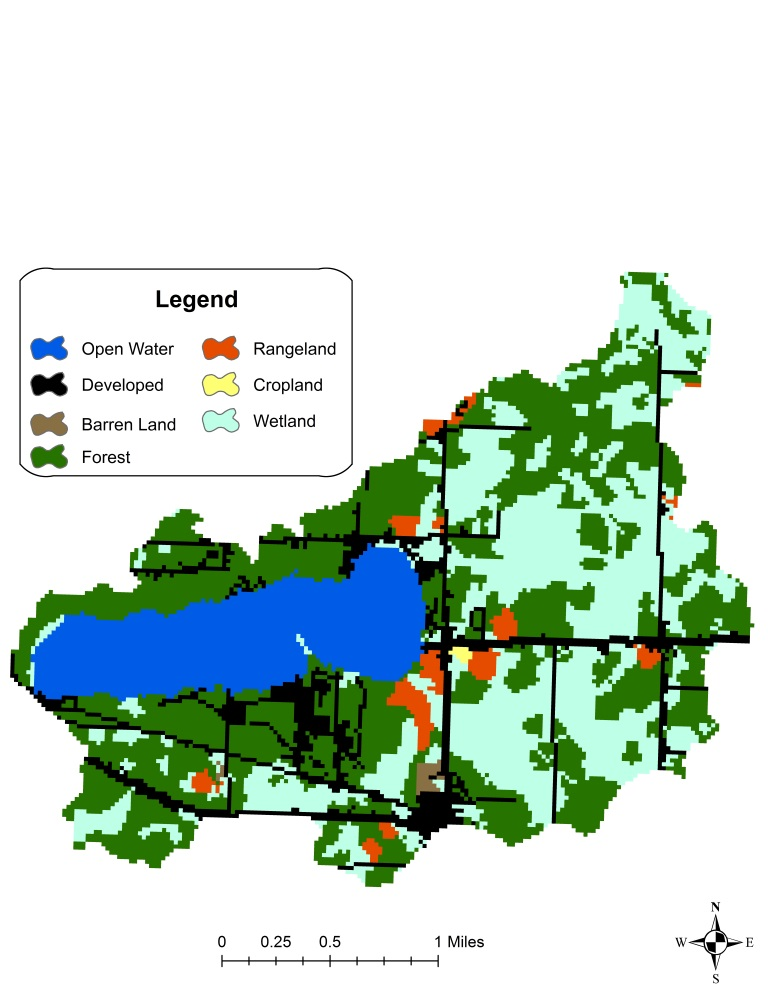 Legend
Open Water
Rangeland
Developed
Cropland
Barren Land
Wetland
Forest
N
W E
S
0 0.25 0.5 1 Miles